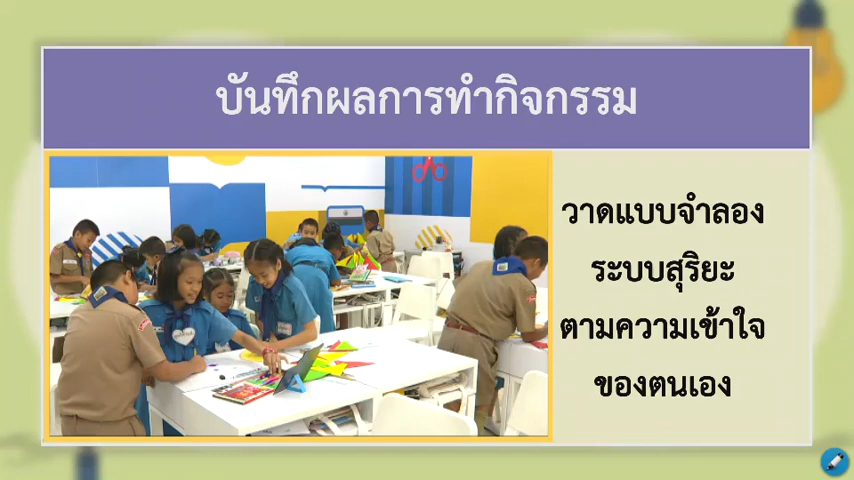 บันทึกผลการทำกิจกรรม
วาดแบบจำลอง
ระบบสุริยะ
ตามความเข้าใจ
ของตนเอง